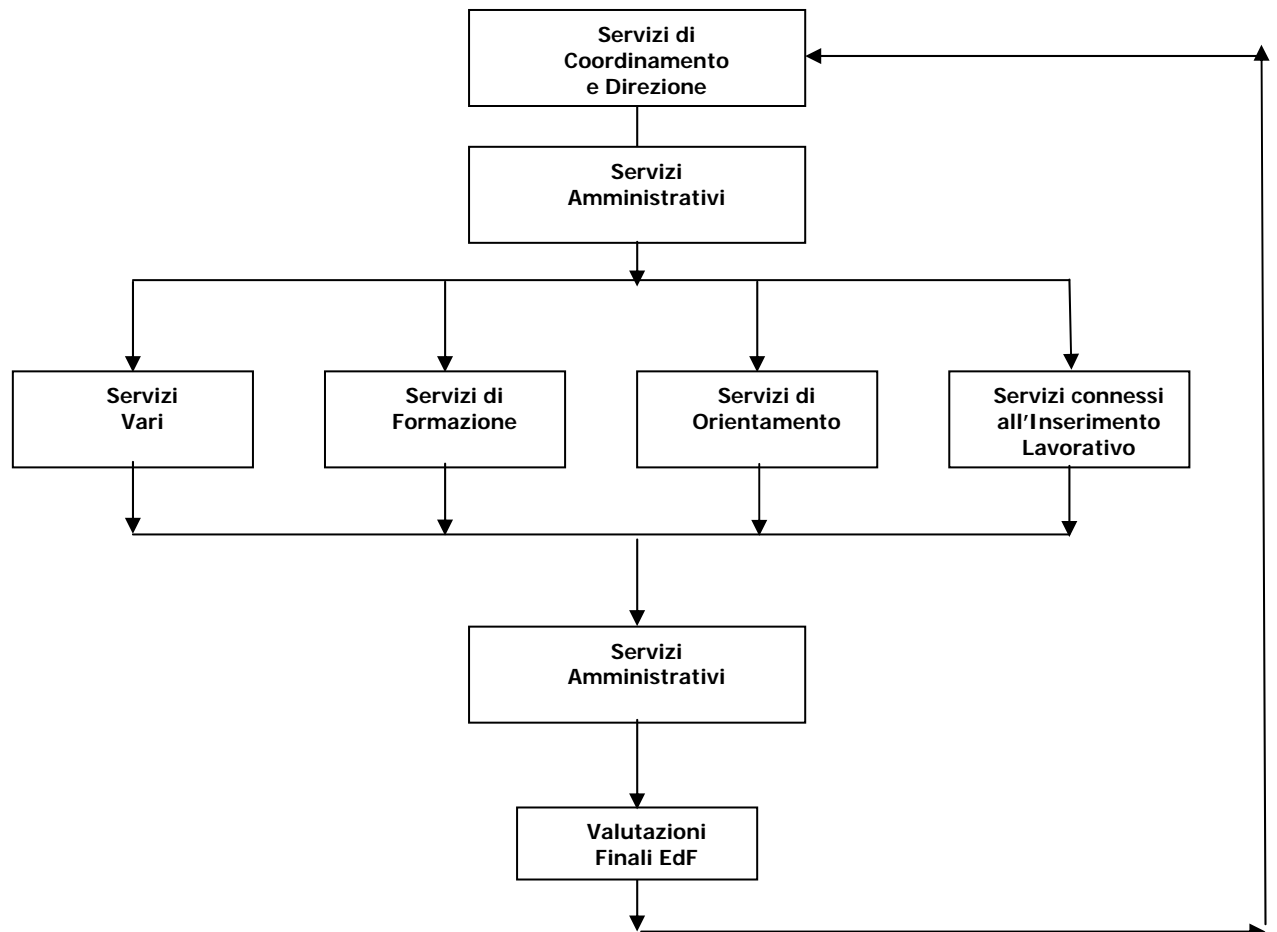 Servizi di
Coordinamento
e Direzione
Servizi
Amministrativi
Servizi
Vari
Servizi di
Formazione
Servizi di
Orientamento
Servizi connessi
all'Inserimento
Lavorativo
Servizi
Amministrativi
Valutazioni
Finali EdF